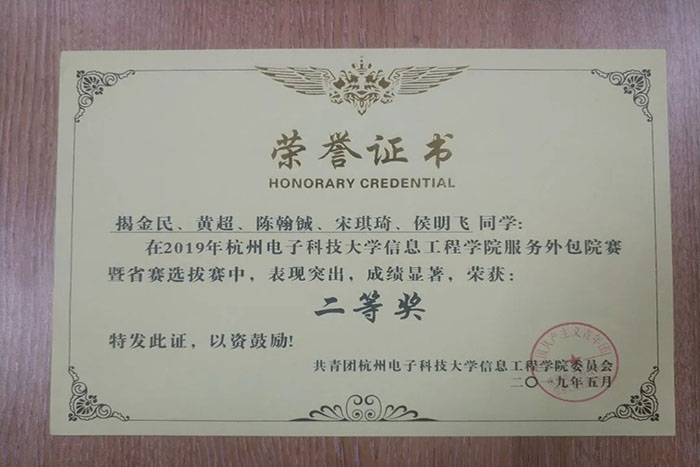 荣誉证书
HONORARY CREDENTIAL
揭金民、黄超、陈翰铖、宋琪琦、侯明飞 同学:
在2019年杭州电子科技大学信息工程学院服务外包院赛
暨省赛选拔赛中，表现突出，成绩显著，荣获：
二等奖
特发此证，以资鼓励!
共青团杭州电子科技大学信息工程学院委员会
二〇一九年五月